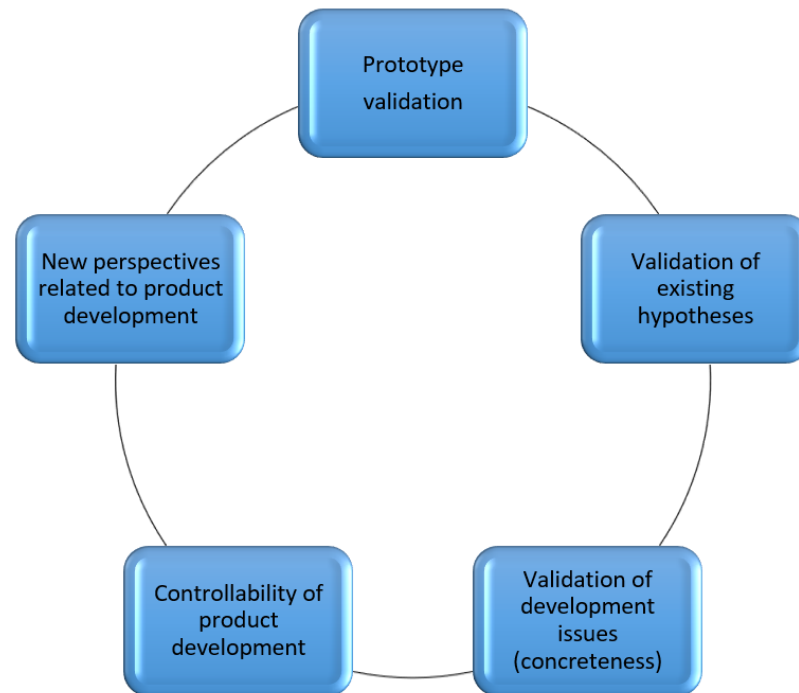 Prototype
validation
Validation of
existing
hypotheses
Validation of
development
issues
(concreteness)
Controllability of
product
development
New perspectives
related to product
development